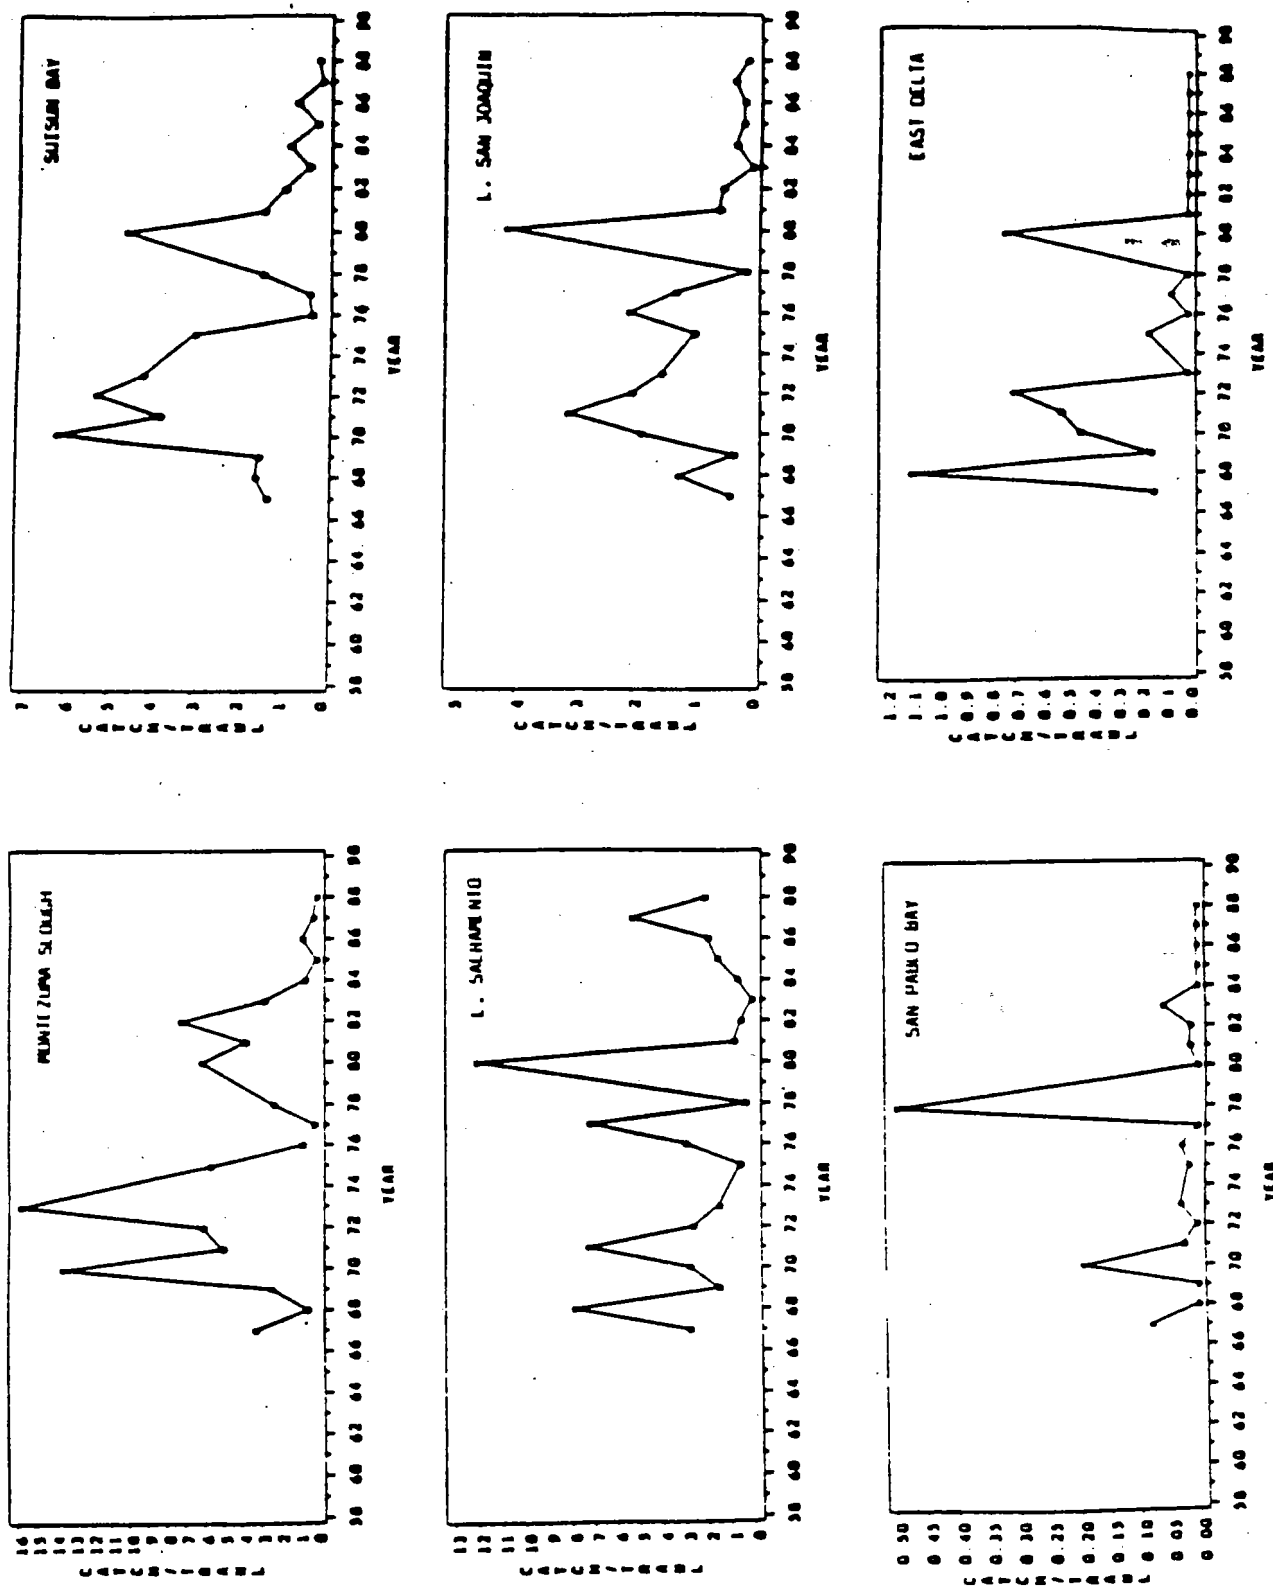 SUISUN BAY
7 6 5 4 3 2 1 0
CATCH/TRAWL
58 60 62 64 66 68 70 72 74 76 78 80 82 84 86 88 90
YEAR
L. SAN JOAQUIN
5 4 3 2 1 0
CATCH/TRAWL
58 60 62 64 66 68 70 72 74 76 78 80 82 84 86 88 90
YEAR
EAST DELTA
1.2 1.1 1.0 0.9 0.8 0.7 0.6 0.5 0.4 0.3 0.2 0.1 0.0
CATCH/TRAWL
58 60 62 64 66 68 70 72 74 76 78 80 82 84 86 88 90
YEAR
MONTEZUMA SLOUGH
16 15 14 13 12 11 10 9 8 7 6 5 4 3 2 1 0
CATCH/TRAWL
58 60 62 64 66 68 70 72 74 76 78 80 82 84 86 88 90
YEAR
L. SACRAMENTO
13 12 11 10 9 8 7 6 5 4 3 2 1 0
CATCH/TRAWL
58 60 62 64 66 68 70 72 74 76 78 80 82 84 86 88 90
YEAR
SAN PABLO BAY
0.50 0.45 0.40 0.35 0.30 0.25 0.20 0.15 0.10 0.05 0.00
CATCH/TRAWL
58 60 62 64 66 68 70 72 74 76 78 80 82 84 86 88 90
YEAR